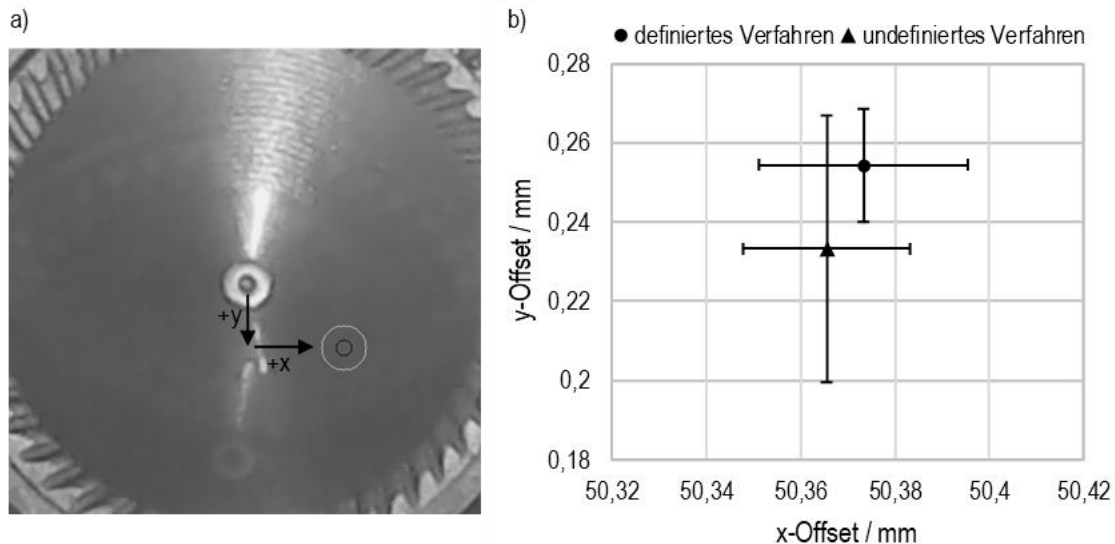 a)
+y
+x
b)
● definiertes Verfahren ▲ undefiniertes Verfahren
0,28
0,26
0,24
0,22
0,2
0,18
y-Offset / mm
50,32 50,34 50,36 50,38 50,4 50,42
x-Offset / mm